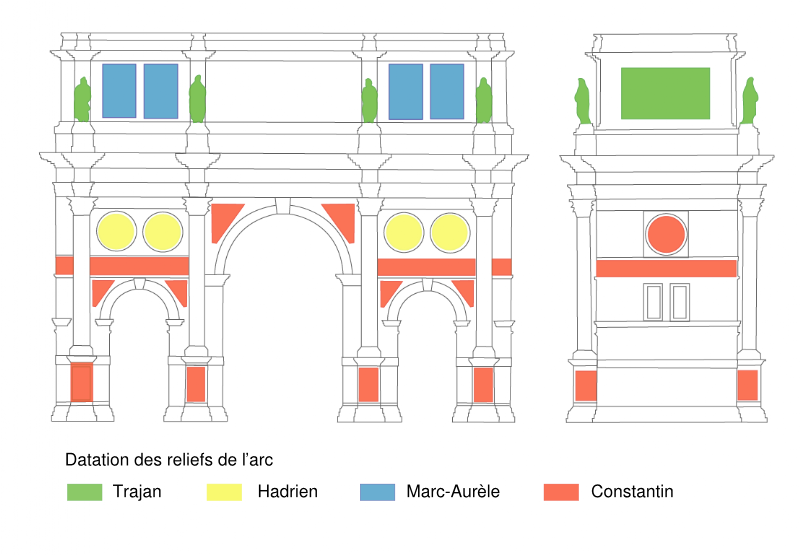 Datation des reliefs de l'arc
Trajan Hadrien Marc-Aurèle Constantin